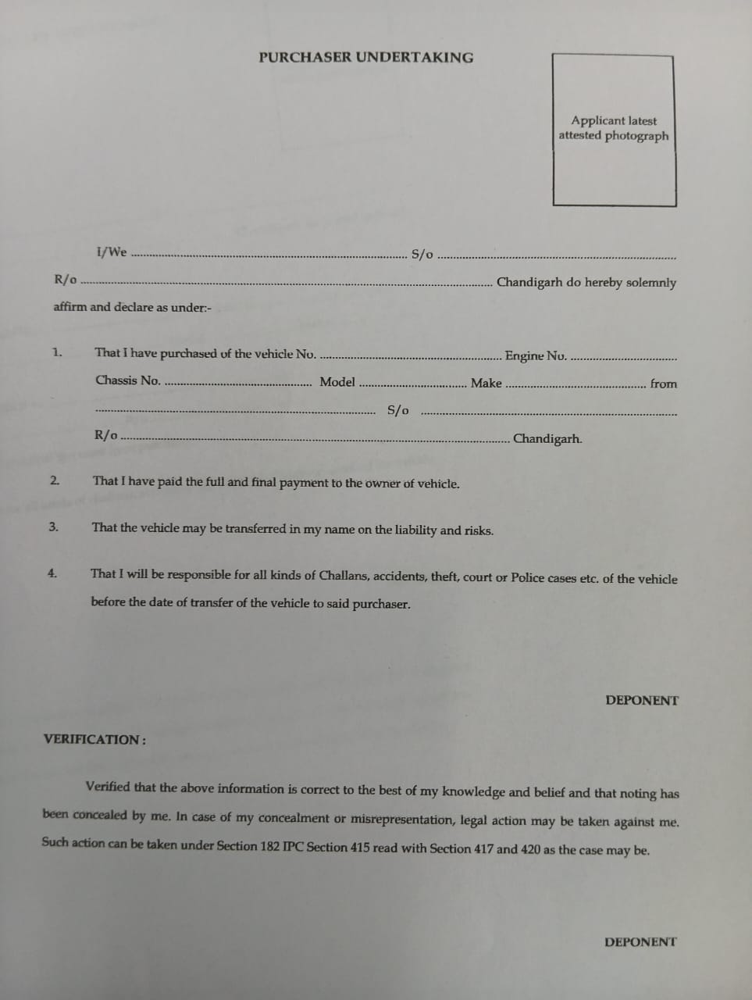 PURCHASER UNDERTAKING
Applicant latest
attested photograph
I/We ........................................ S/o ........................................
R/o ........................................ Chandigarh do hereby solemnly
affirm and declare as under:-
1. That I have purchased of the vehicle No. ........................................ Engine No. ........................................
Chassis No. ........................................ Model ........................................ Make ........................................ from
........................................ S/o ........................................
R/o ........................................ Chandigarh.
2. That I have paid the full and final payment to the owner of vehicle.
3. That the vehicle may be transferred in my name on the liability and risks.
4. That I will be responsible for all kinds of Challans, accidents, theft, court or Police cases etc. of the vehicle
before the date of transfer of the vehicle to said purchaser.
DEPONENT
VERIFICATION :
Verified that the above information is correct to the best of my knowledge and belief and that noting has
been concealed by me. In case of my concealment or misrepresentation, legal action may be taken against me.
Such action can be taken under Section 182 IPC Section 415 read with Section 417 and 420 as the case may be.
DEPONENT